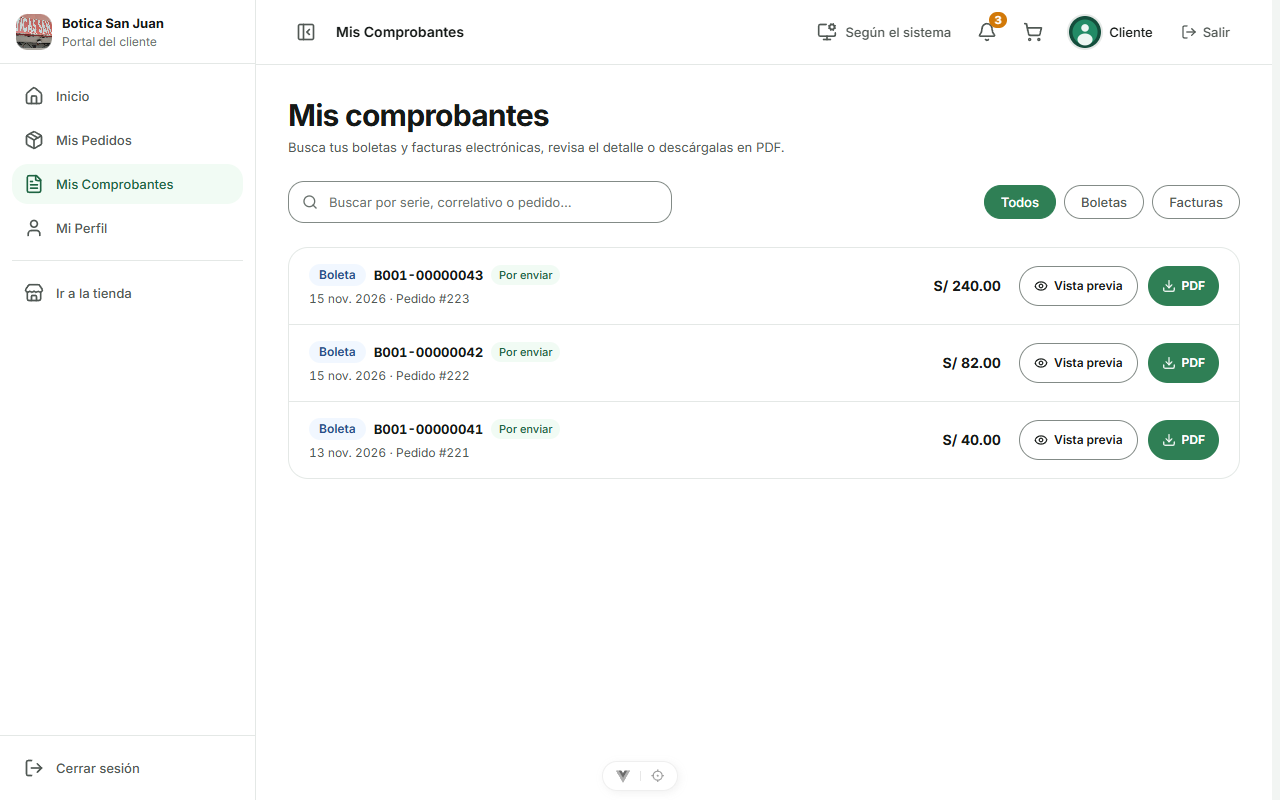 Botica San Juan
Portal del cliente
Inicio
Mis Pedidos
Mis Comprobantes
Mi Perfil
Ir a la tienda
Cerrar sesión
Mis Comprobantes
Según el sistema
3
Cliente
Salir
Mis comprobantes
Busca tus boletas y facturas electrónicas, revisa el detalle o descárgalas en PDF.
Buscar por serie, correlativo o pedido...
Todos
Boletas
Facturas
Boleta B001-00000043 Por enviar
15 nov. 2026 · Pedido #223
S/ 240.00 Vista previa PDF
Boleta B001-00000042 Por enviar
15 nov. 2026 · Pedido #222
S/ 82.00 Vista previa PDF
Boleta B001-00000041 Por enviar
13 nov. 2026 · Pedido #221
S/ 40.00 Vista previa PDF